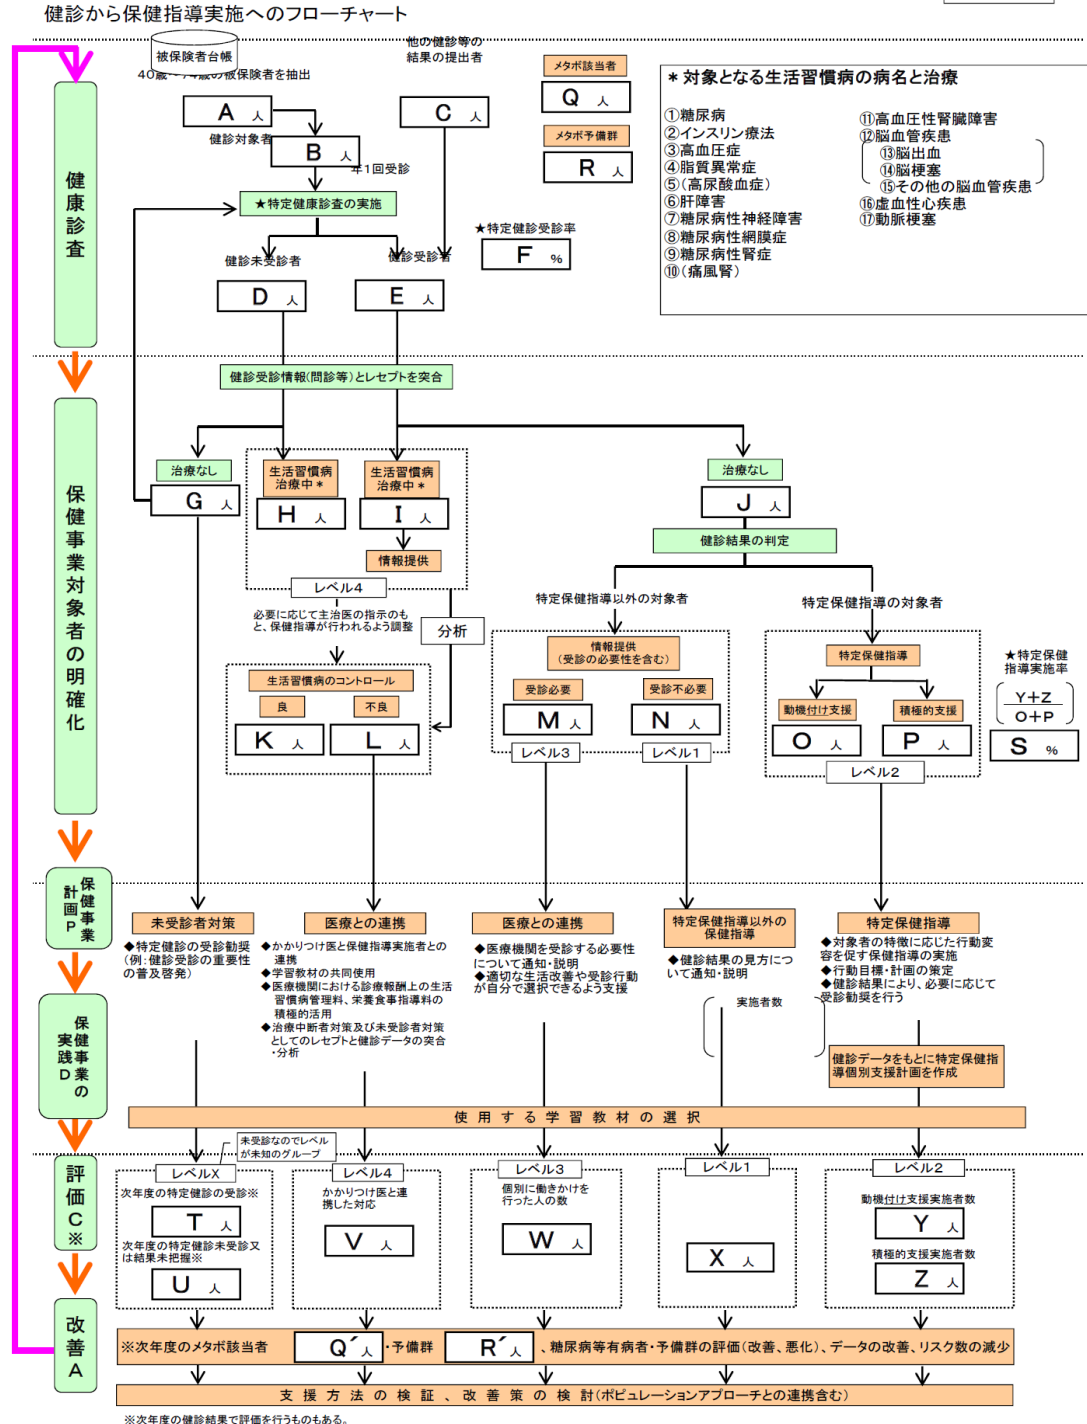 健診から保健指導実施へのフローチャート
被保険者台帳
40歳～74歳の被保険者を抽出
他の健診等の
結果の提出者
A 人
C 人
健診対象者
B 人
年1回受診
★特定健康診査の実施
メタボ該当者
Q 人
メタボ予備群
R 人
★特定健診受診率
F %
健診未受診者
健診受診者
D 人
E 人
＊対象となる生活習慣病の病名と治療
①糖尿病
②インスリン療法
③高血圧症
④脂質異常症
⑤(高尿酸血症)
⑥肝障害
⑦糖尿病性神経障害
⑧糖尿病性網膜症
⑨糖尿病性腎症
⑩(痛風腎)
⑪高血圧性腎臓障害
⑫脳血管疾患
⑬脳出血
⑭脳梗塞
⑮その他の脳血管疾患
⑯虚血性心疾患
⑰動脈梗塞
健康診査
健診受診情報(問診等)とレセプトを突合
保健事業対象者の明確化
治療なし
G 人
生活習慣病
治療中＊
H 人
生活習慣病
治療中＊
I 人
情報提供
レベル4
治療なし
J 人
健診結果の判定
必要に応じて主治医の指示のも
と、保健指導が行われるよう調整
分析
特定保健指導以外の対象者
特定保健指導の対象者
生活習慣病のコントロール
良
不良
K 人
L 人
情報提供
(受診の必要性を含む)
受診必要
受診不必要
M 人
N 人
レベル3
レベル1
特定保健指導
動機付け支援
積極的支援
O 人
P 人
レベル2
★特定保健
指導実施率
Y+Z
O+P
S %
保健事業
計画P
未受診者対策
◆特定健診の受診勧奨
(例：健診受診の重要性
の普及啓発)
医療との連携
◆かかりつけ医と保健指導実施者との
連携
◆学習教材の共同使用
◆医療機関における診療報酬上の生活
習慣病管理料、栄養食事指導料の
積極的活用
◆治療中断者対策及び未受診者対策
としてのレセプトと健診データの突合
・分析
医療との連携
◆医療機関を受診する必要性
について通知・説明
◆適切な生活改善や受診行動
が自分で選択できるよう支援
特定保健指導以外の
保健指導
◆健診結果の見方につ
いて通知・説明
実施者数
特定保健指導
◆対象者の特徴に応じた行動変
容を促す保健指導の実施
◆行動目標・計画の策定
◆健診結果により、必要に応じて
受診勧奨を行う
健診データをもとに特定保健指
導個別支援計画を作成
保健事業の
実践D
使用する学習教材の選択
評価C※
未受診なのでレベル
が未知のグループ
レベルX
次年度の特定健診の受診※
T 人
次年度の特定健診未受診又
は結果未把握※
U 人
レベル4
かかりつけ医と連
携した対応
V 人
レベル3
個別に働きかけを
行った人の数
W 人
レベル1
X 人
レベル2
動機付け支援実施者数
Y 人
積極的支援実施者数
Z 人
改善A
※次年度のメタボ該当者 Q´人 ・予備群 R´人 、糖尿病等有病者・予備群の評価(改善、悪化)、データの改善、リスク数の減少
支援方法の検証、改善策の検討(ポピュレーションアプローチとの連携含む)
※次年度の健診結果で評価を行うものもある。